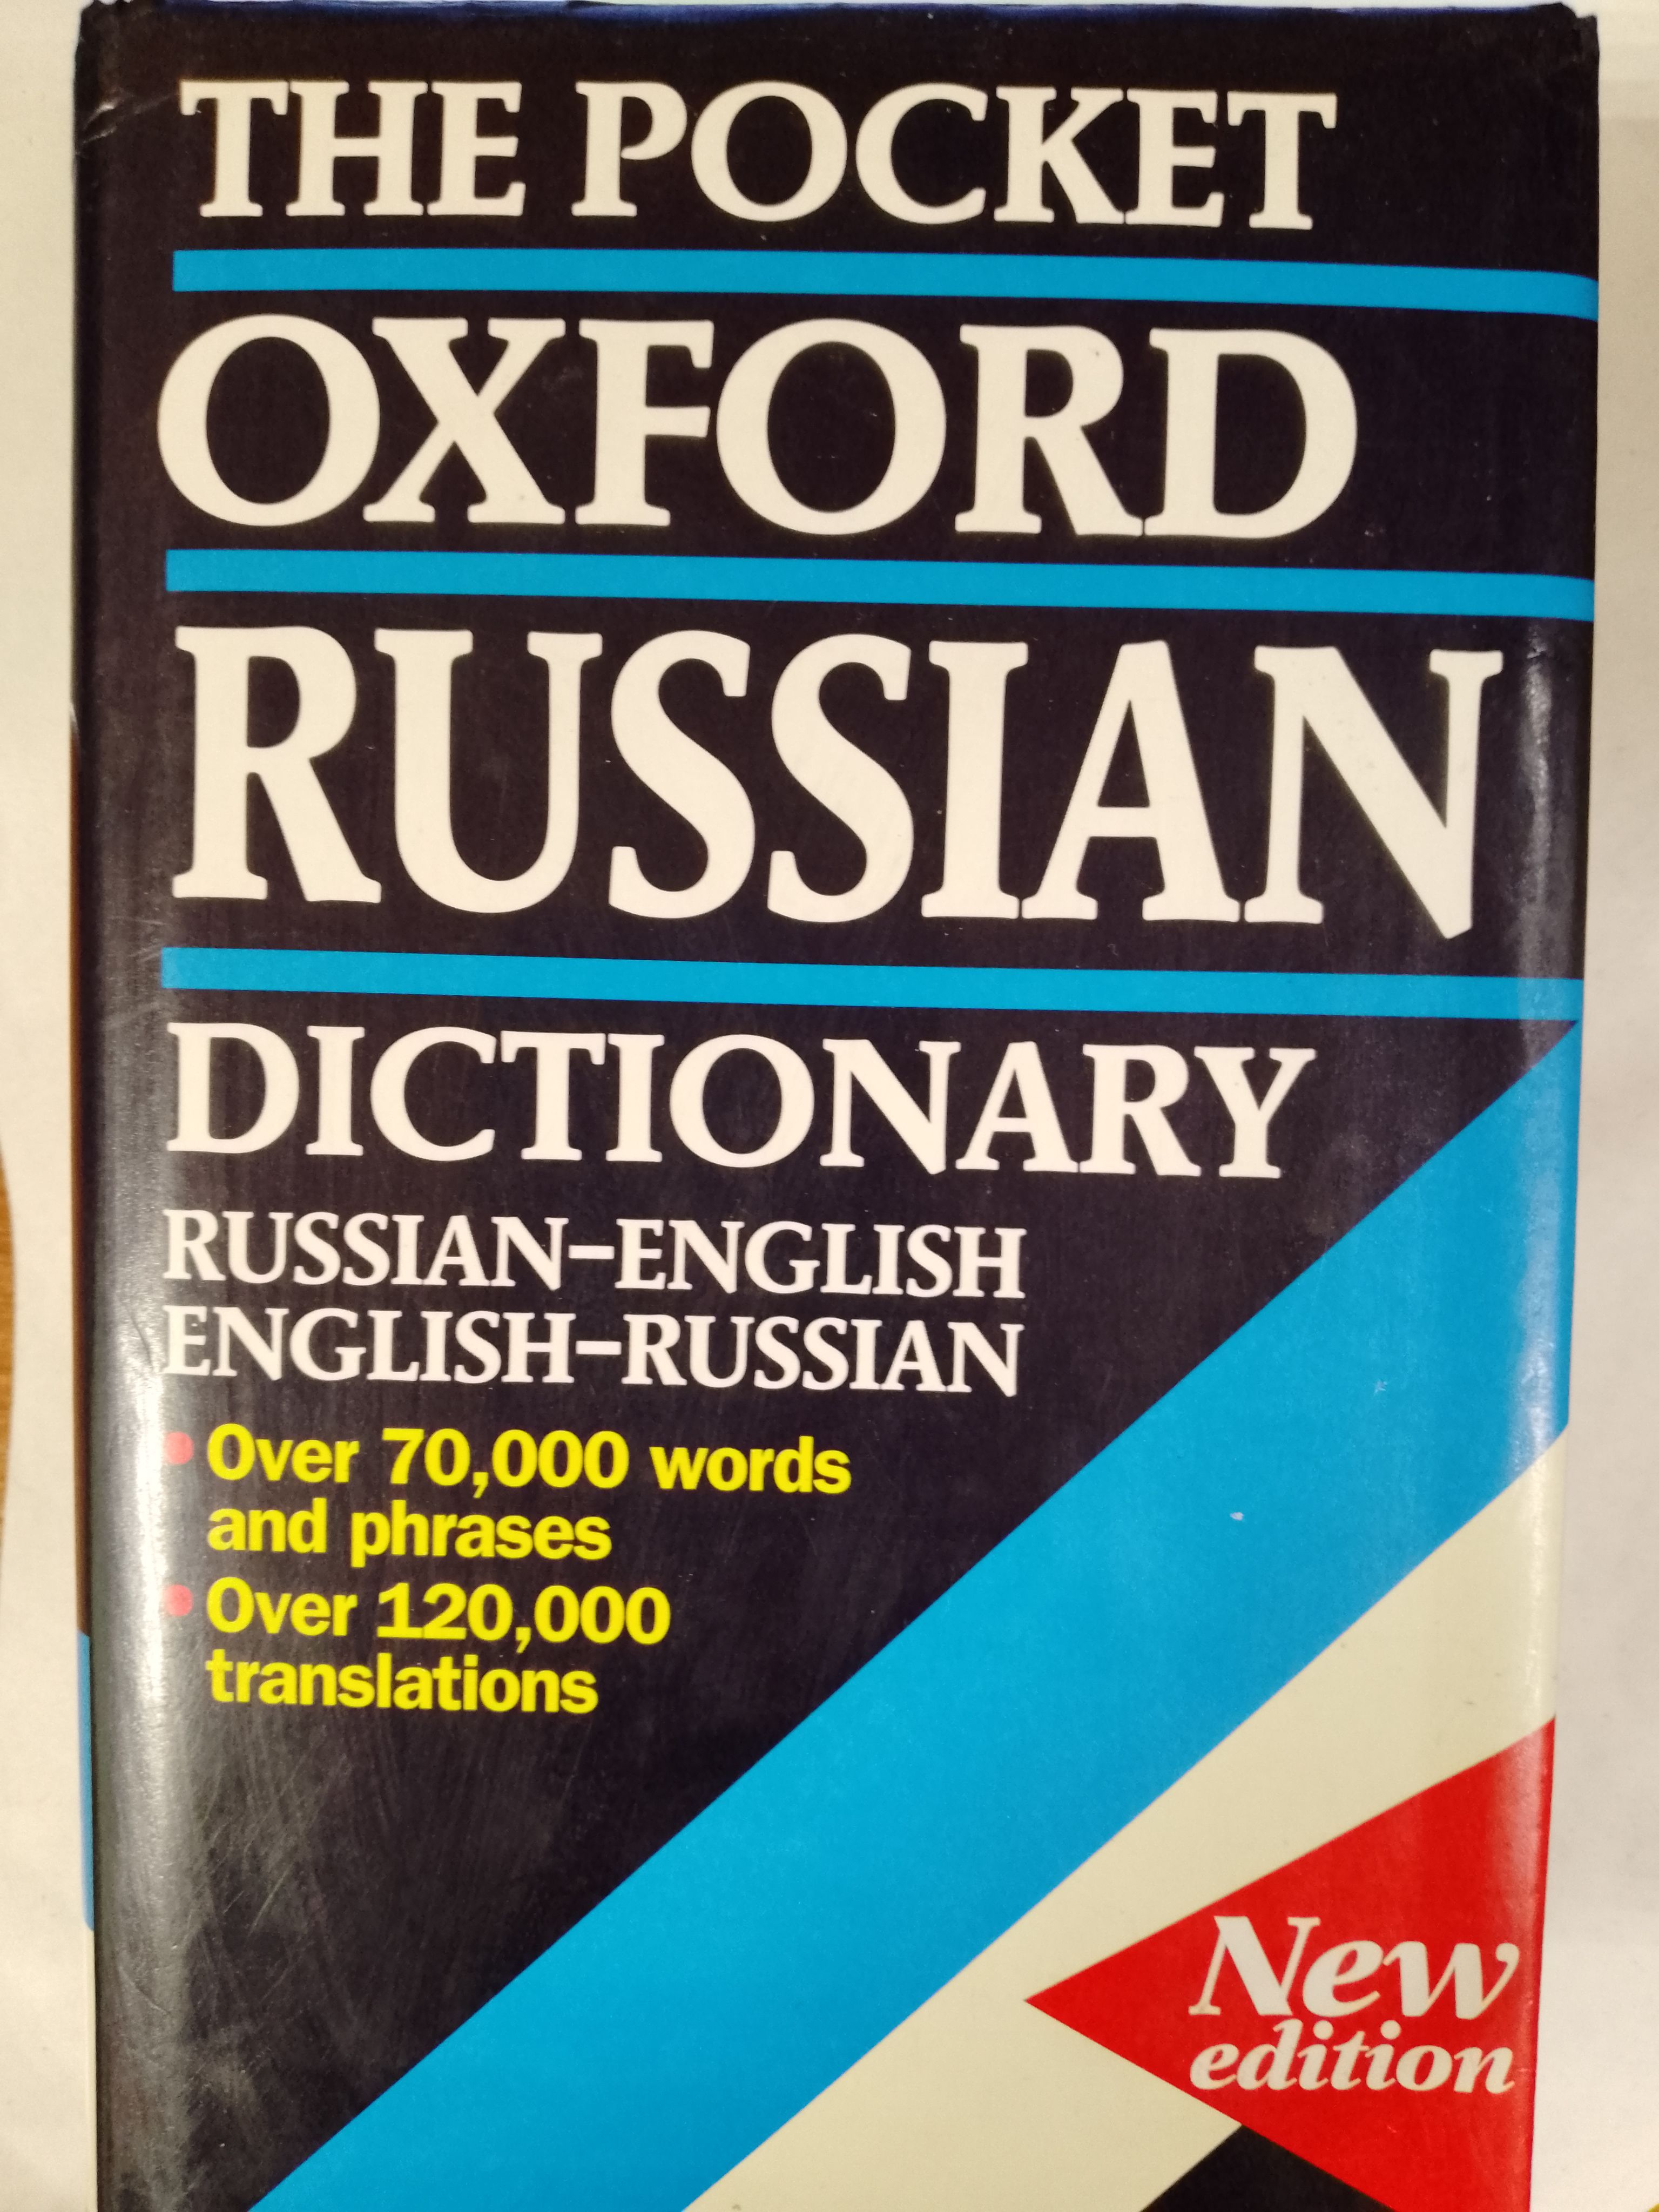 THE POCKET
OXFORD
RUSSIAN
DICTIONARY
RUSSIAN–ENGLISH
ENGLISH–RUSSIAN
• Over 70,000 words
and phrases
• Over 120,000
translations
New
edition